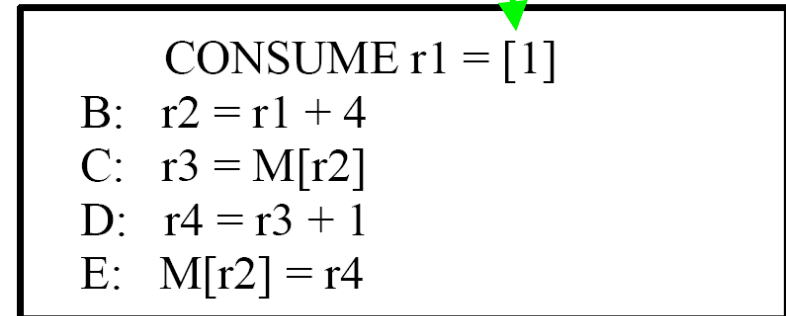 CONSUME r1 = [1]
B: r2 = r1 + 4
C: r3 = M[r2]
D: r4 = r3 + 1
E: M[r2] = r4